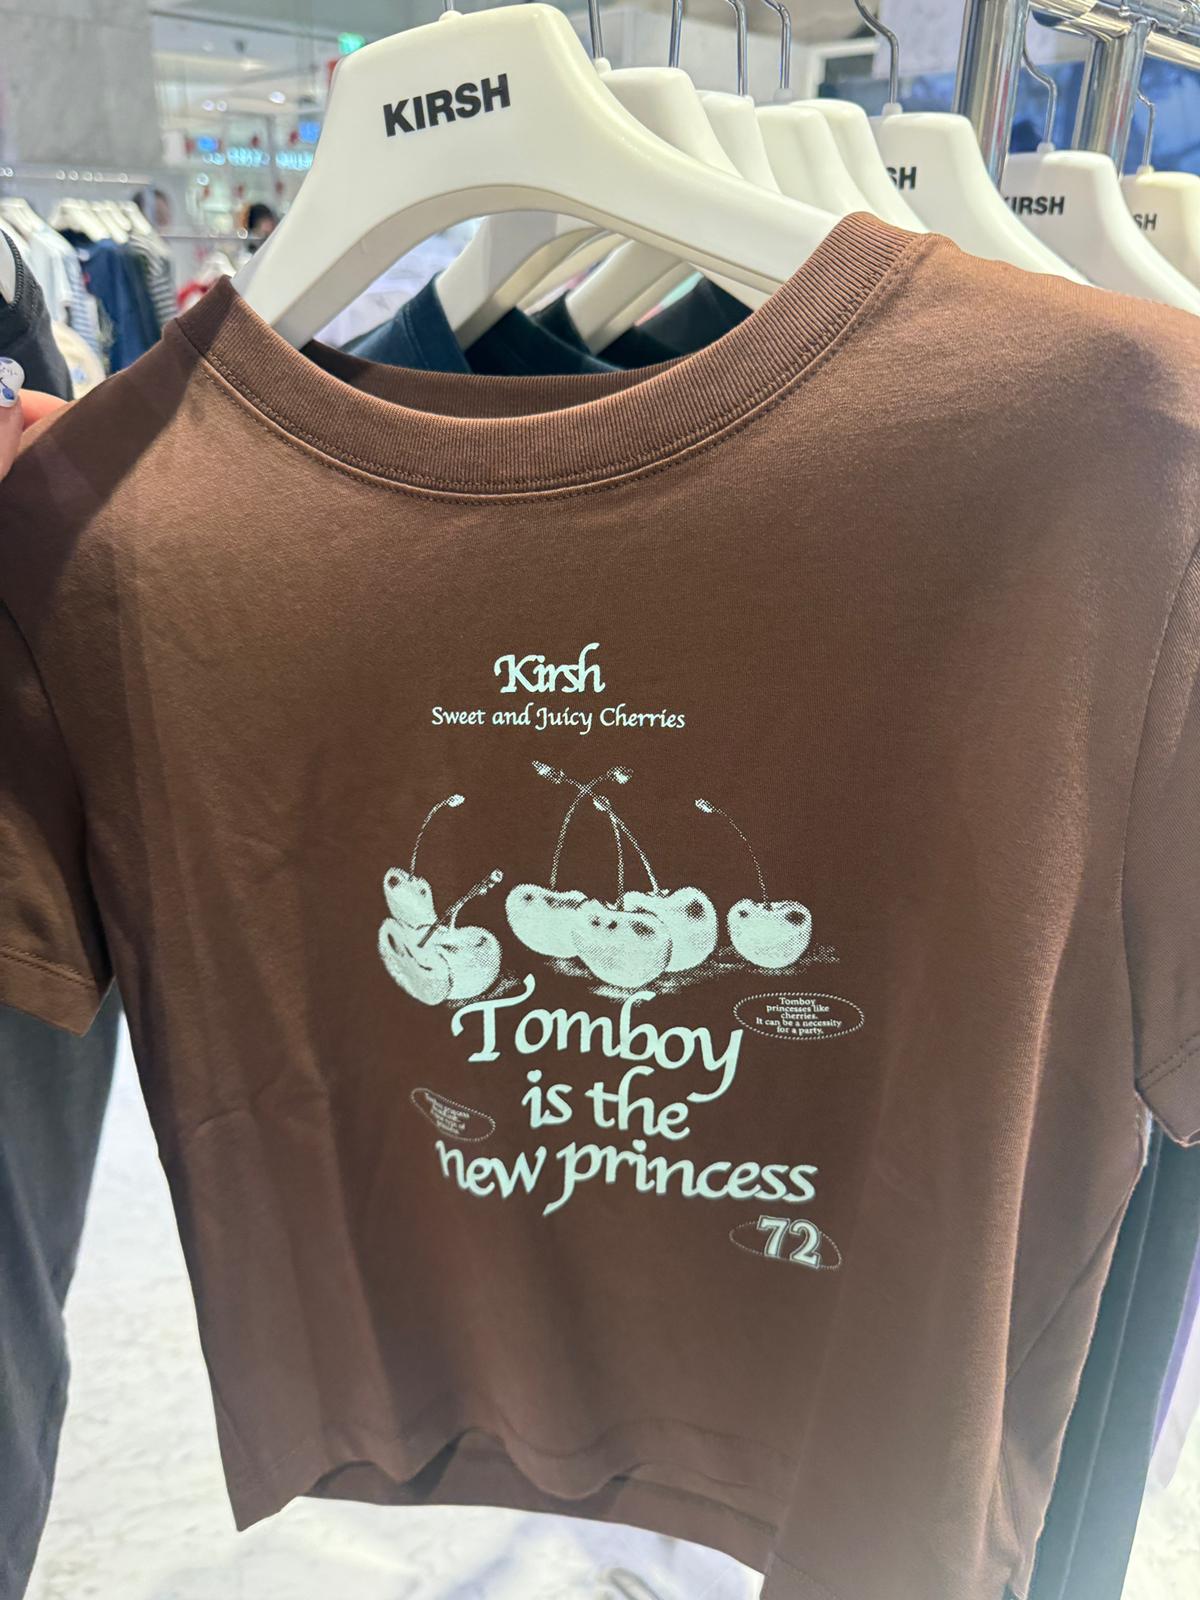 KIRSH
SH
KIRSH
SH
Kirsh
Sweet and Juicy Cherries
Tomboy
is the
new princess
Tomboy
princesses like
cherries.
It can be a necessity
for a party.
72